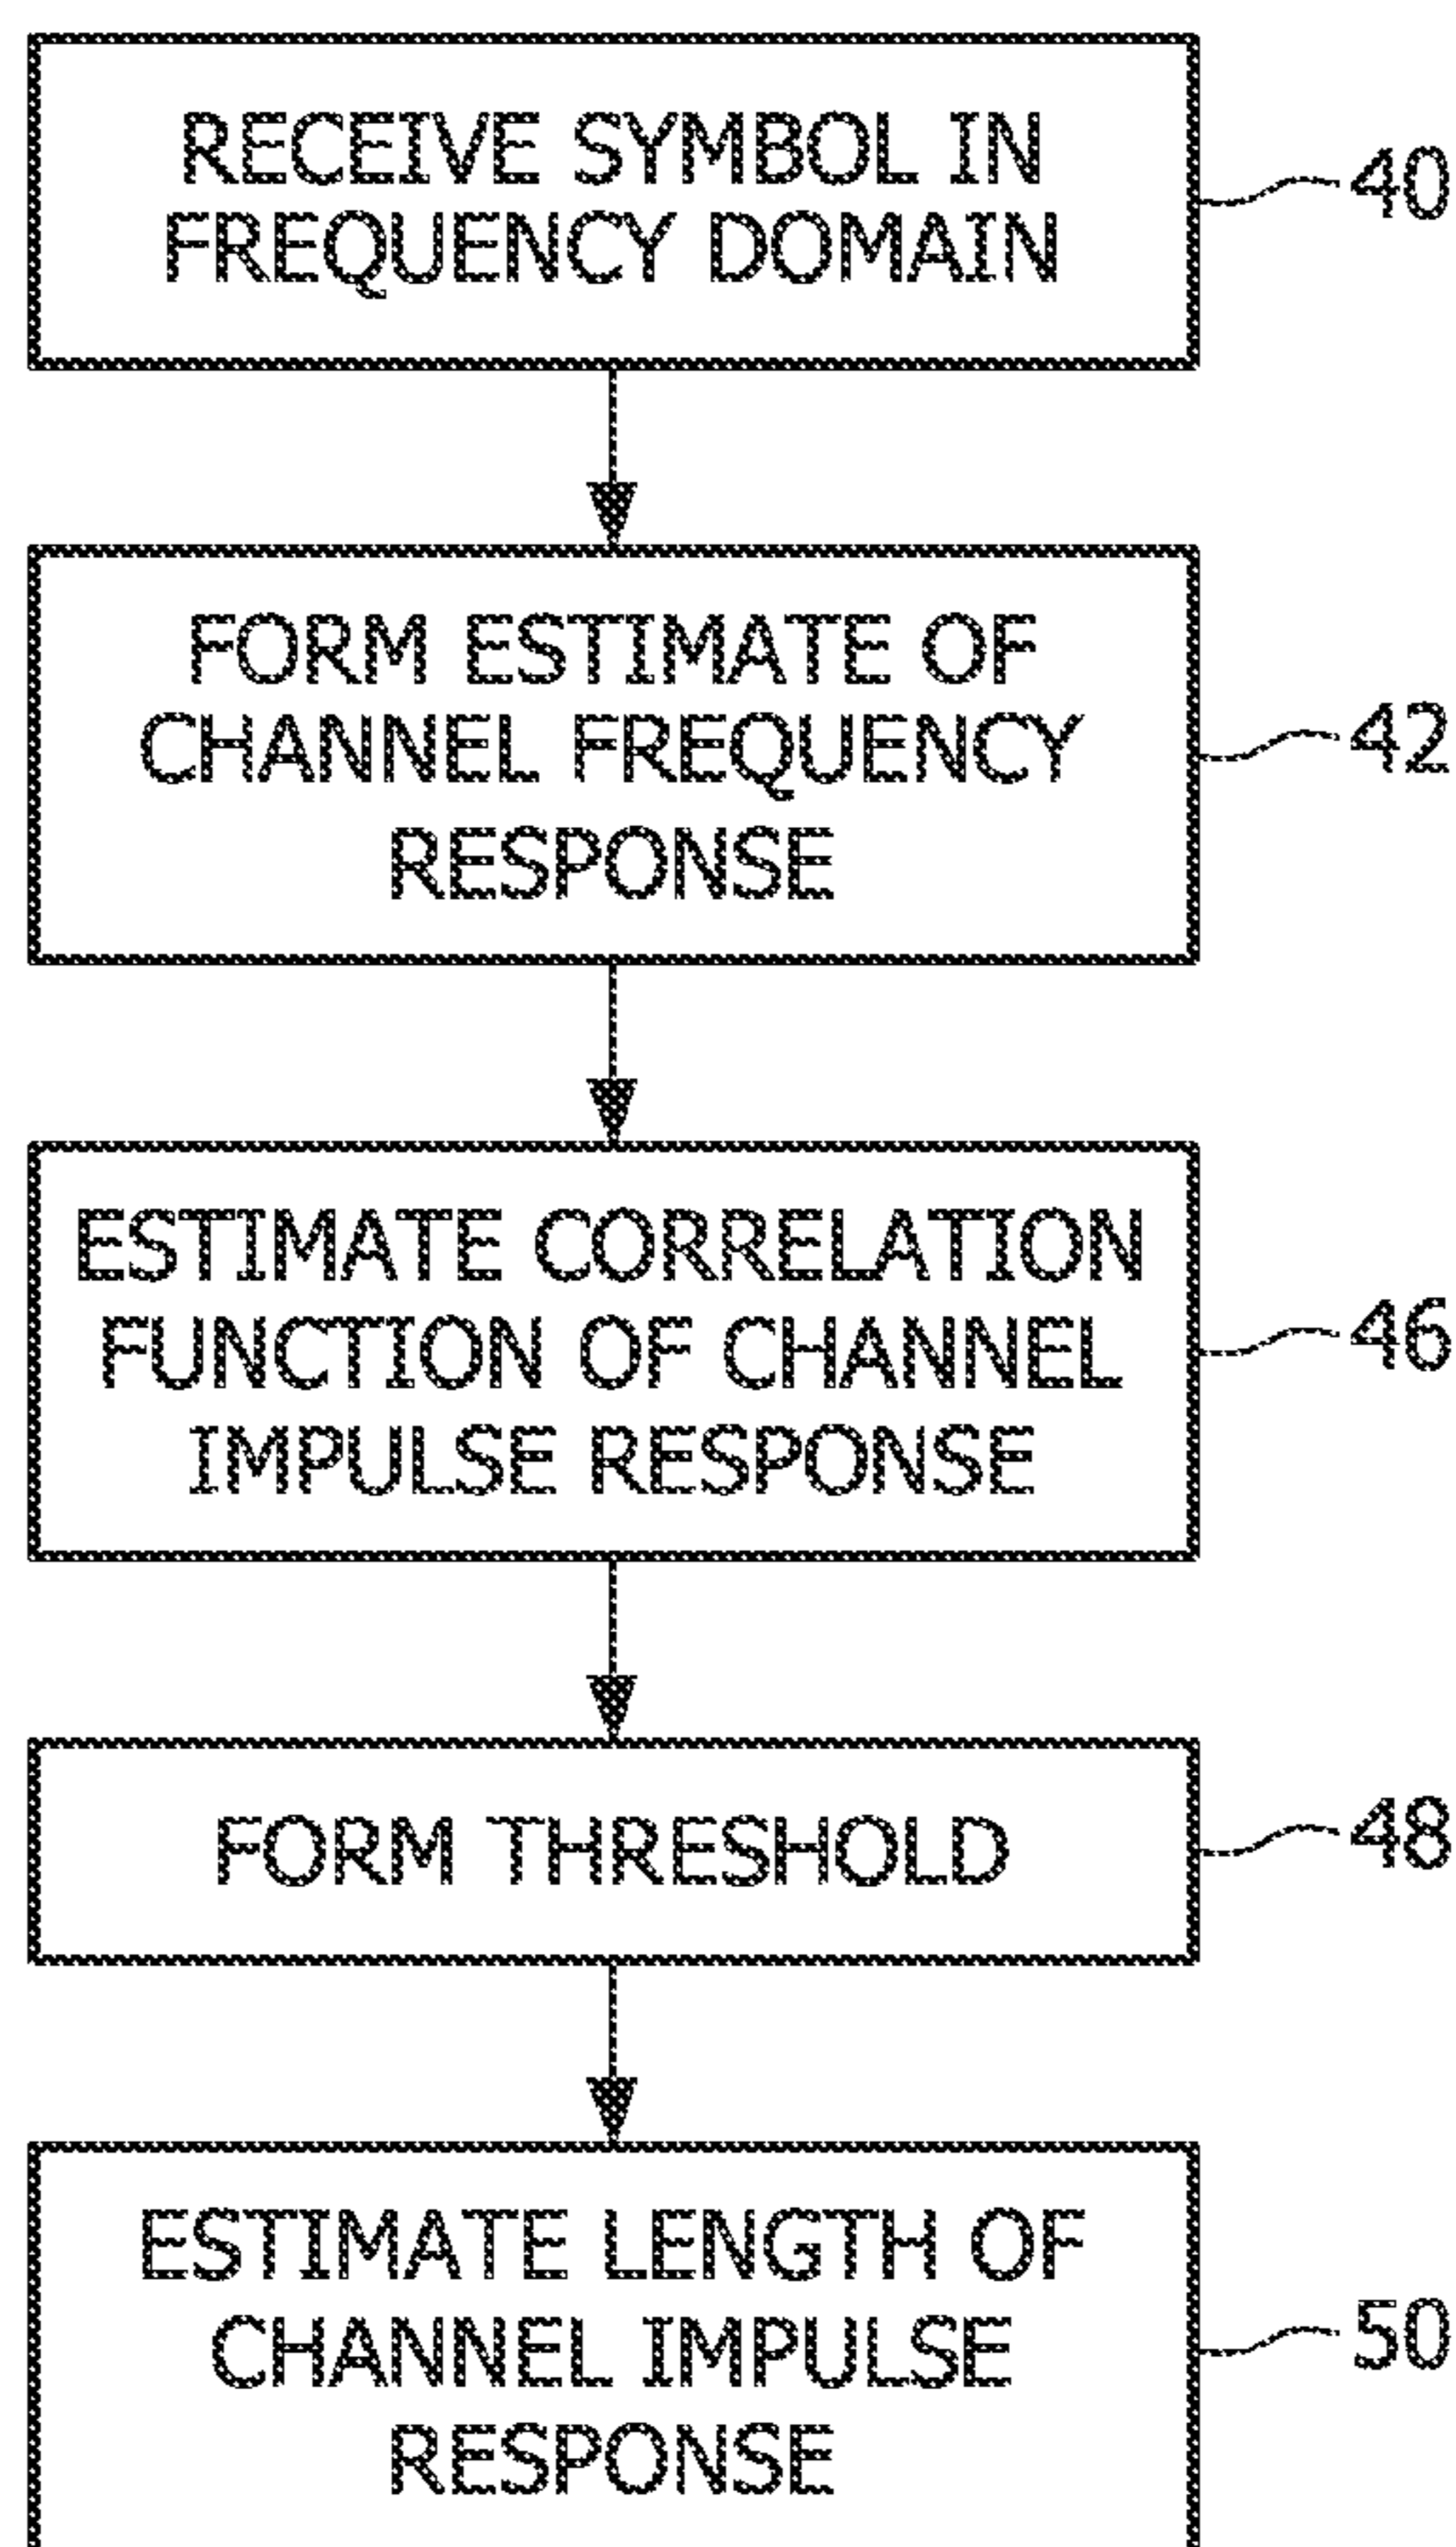 RECEIVE SYMBOL IN
FREQUENCY DOMAIN
40
FORM ESTIMATE OF
CHANNEL FREQUENCY
RESPONSE
42
ESTIMATE CORRELATION
FUNCTION OF CHANNEL
IMPULSE RESPONSE
46
FORM THRESHOLD
48
ESTIMATE LENGTH OF
CHANNEL IMPULSE
RESPONSE
50